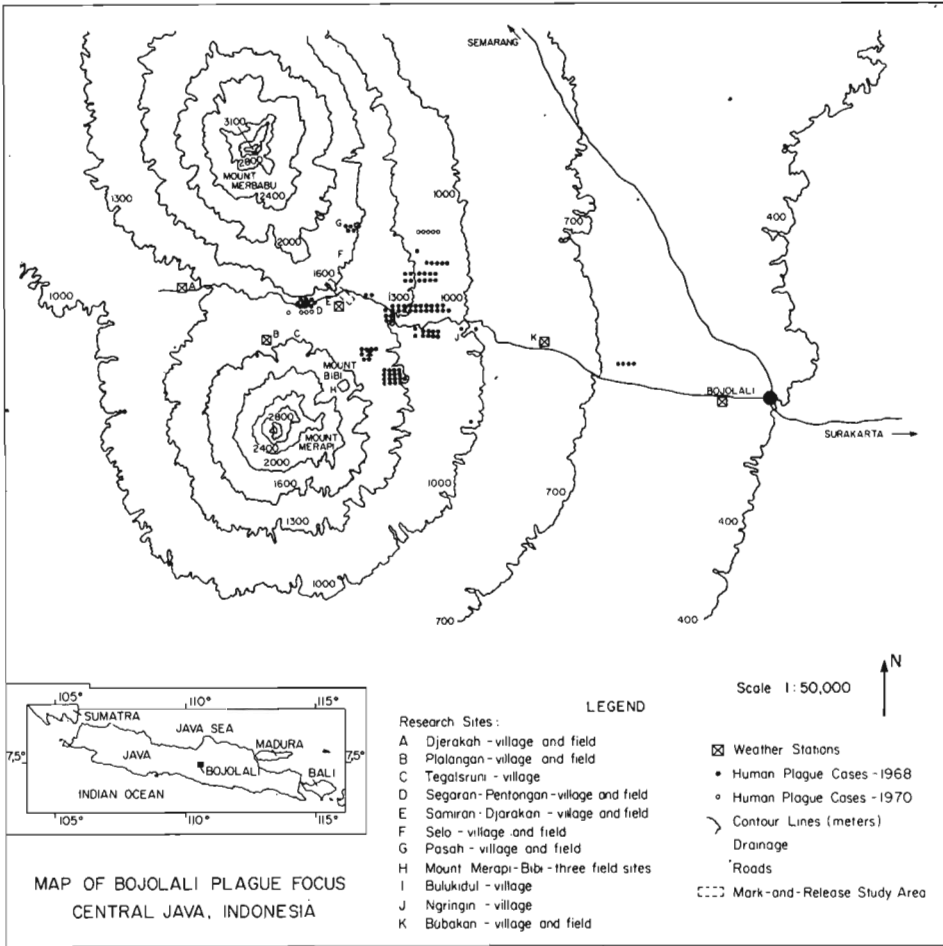 SEMARANG
3100
2800
MOUNT
MERBABU
2400
2000
1300
1000
700
400
G
F
1600
A
1000
E
1300
1000
D
B
C
J
K
MOUNT
BIBI
H
BOJOLALI
2800
MOUNT
MERAPI
2400
2000
SURAKARTA
1600
1300
1000
700
400
1000
700
400
N
Scale 1:50,000
105°
110°
115°
SUMATRA
JAVA SEA
MADURA
7,5°
JAVA
7,5°
BOJOLALI
BALI
INDIAN OCEAN
105°
110°
115°
MAP OF BOJOLALI PLAGUE FOCUS
CENTRAL JAVA, INDONESIA
LEGEND
Research Sites:
A Djerakah - village and field
B Plalangan - village and field
C Tegalsruni - village
D Segaran-Pentongan - village and field
E Samiran-Djarakan - village and field
F Selo - village and field
G Pasah - village and field
H Mount Merapi-Bibi - three field sites
I Bulukidul - village
J Ngringin - village
K Bubakan - village and field
Weather Stations
Human Plague Cases - 1968
Human Plague Cases - 1970
Contour Lines (meters)
Drainage
Roads
Mark-and-Release Study Area